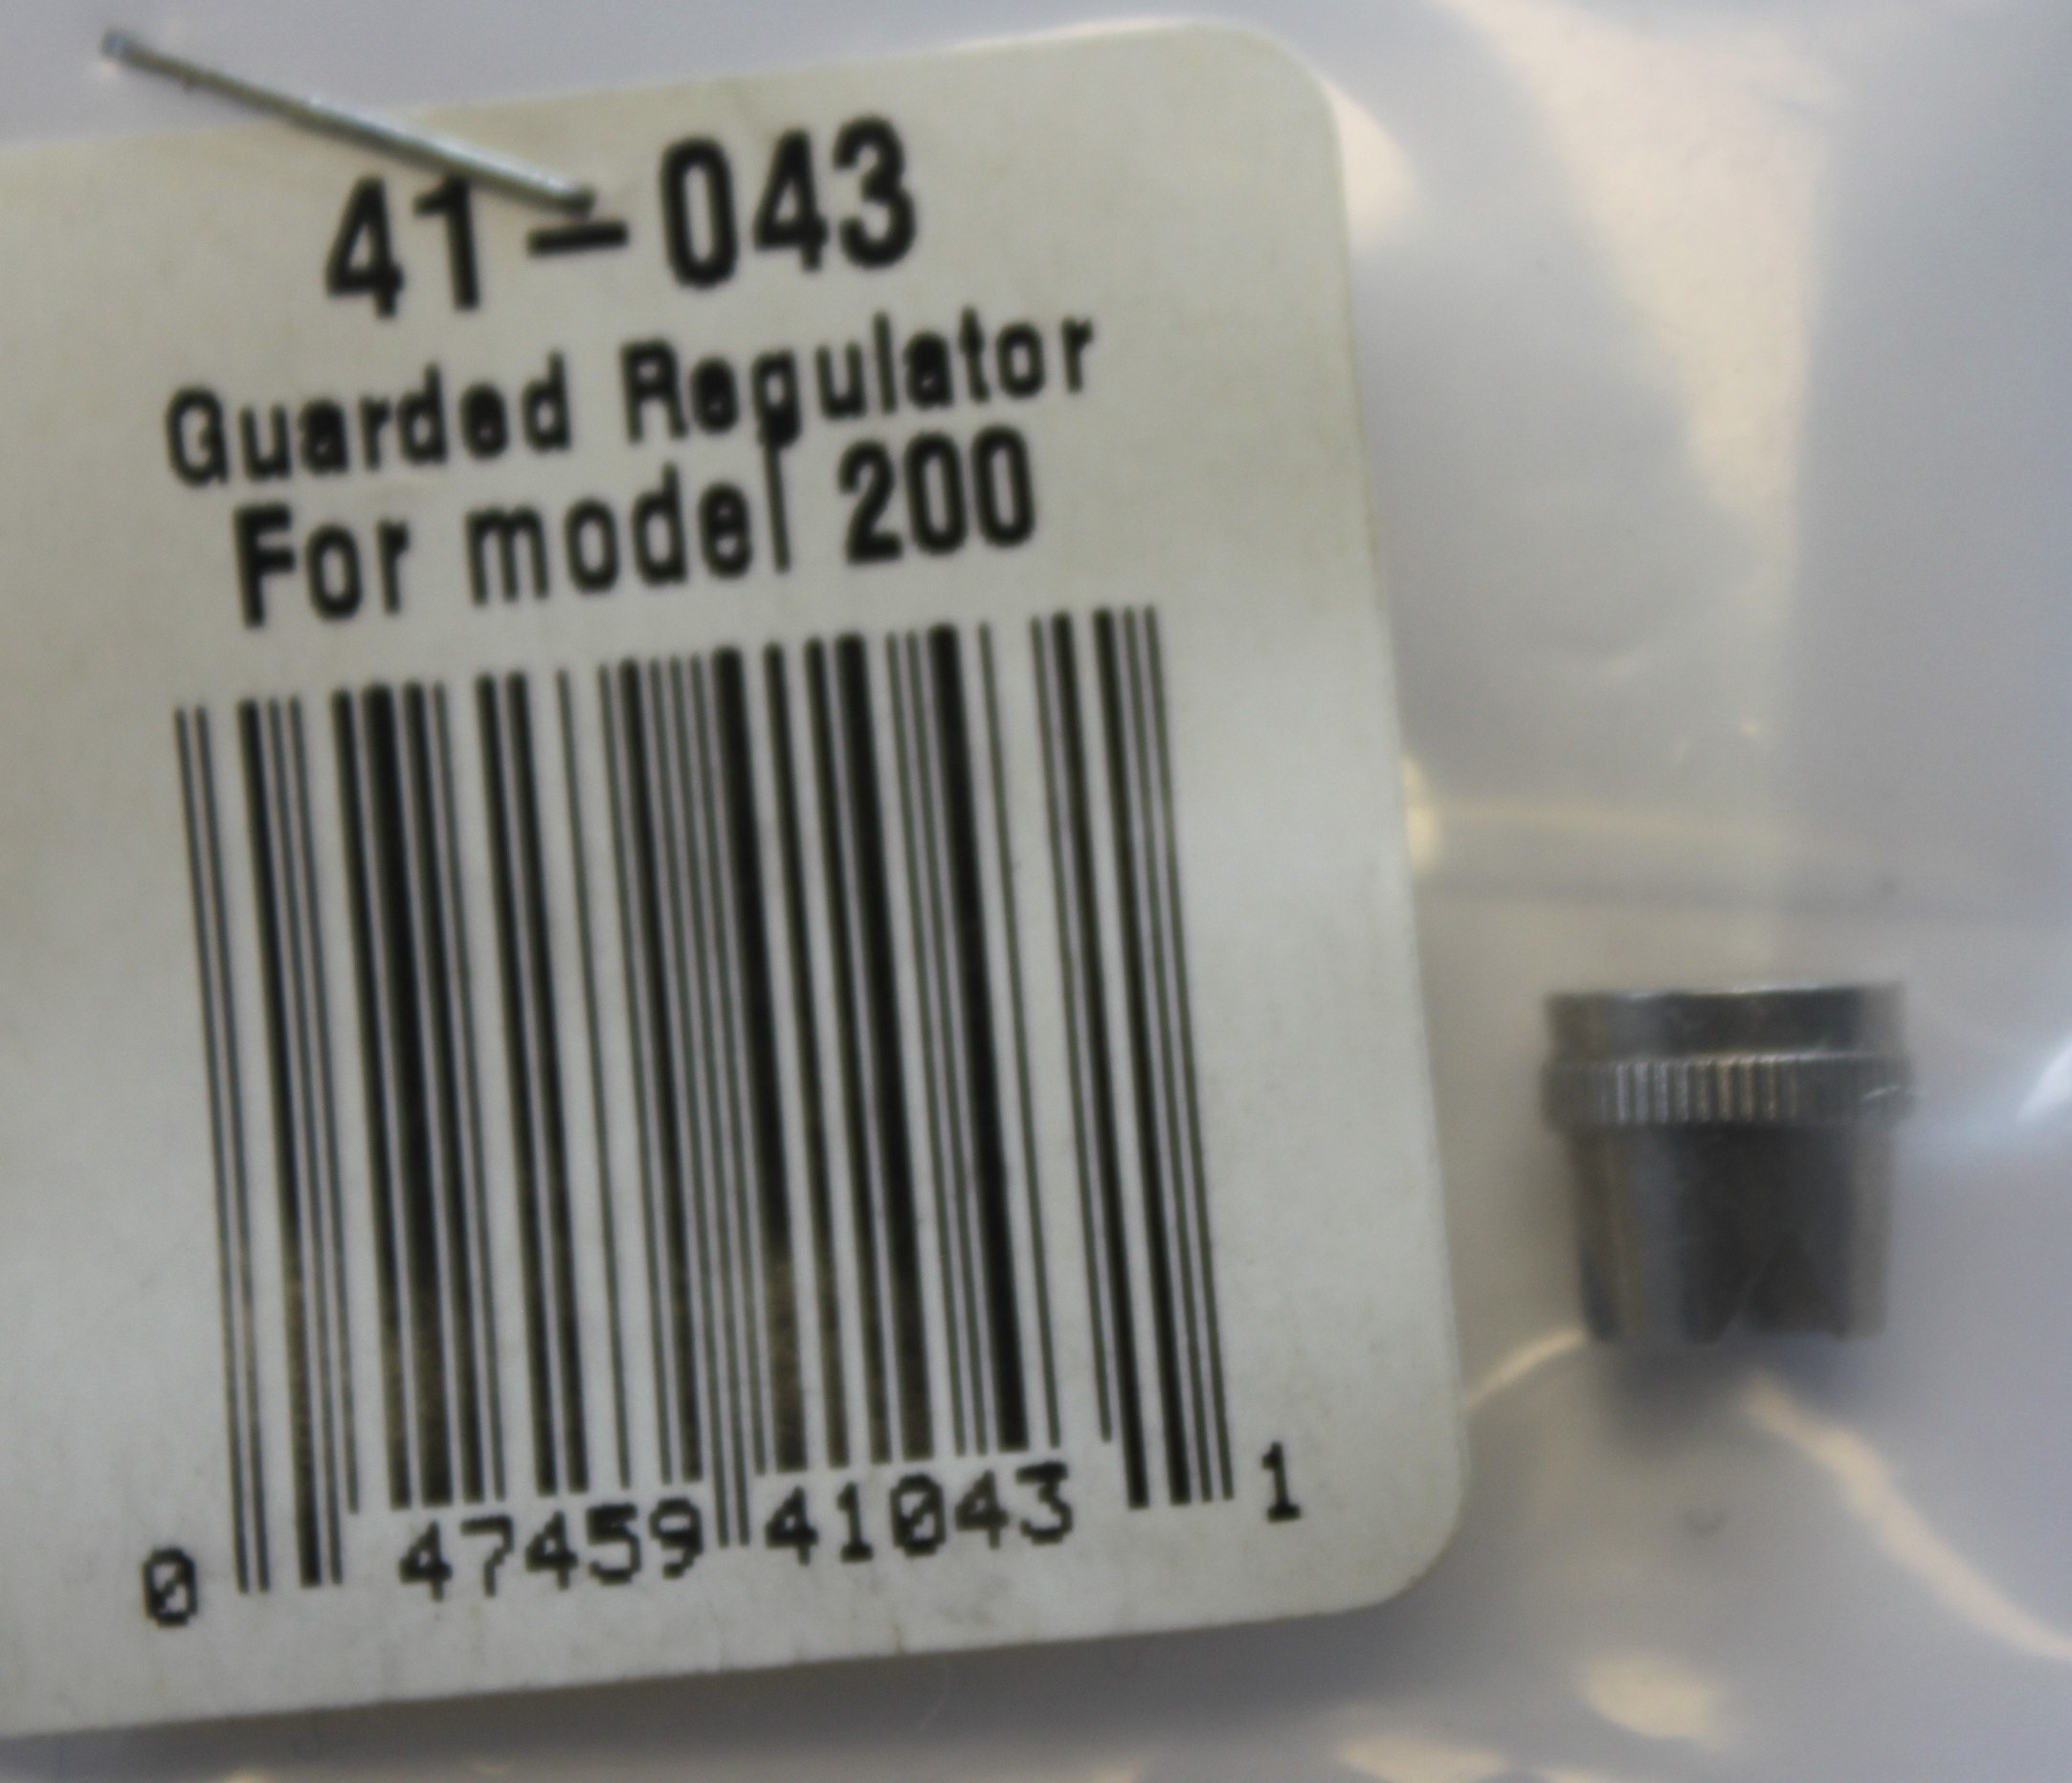 41-043
Guarded Regulator
For model 200
0 47459 41043 1